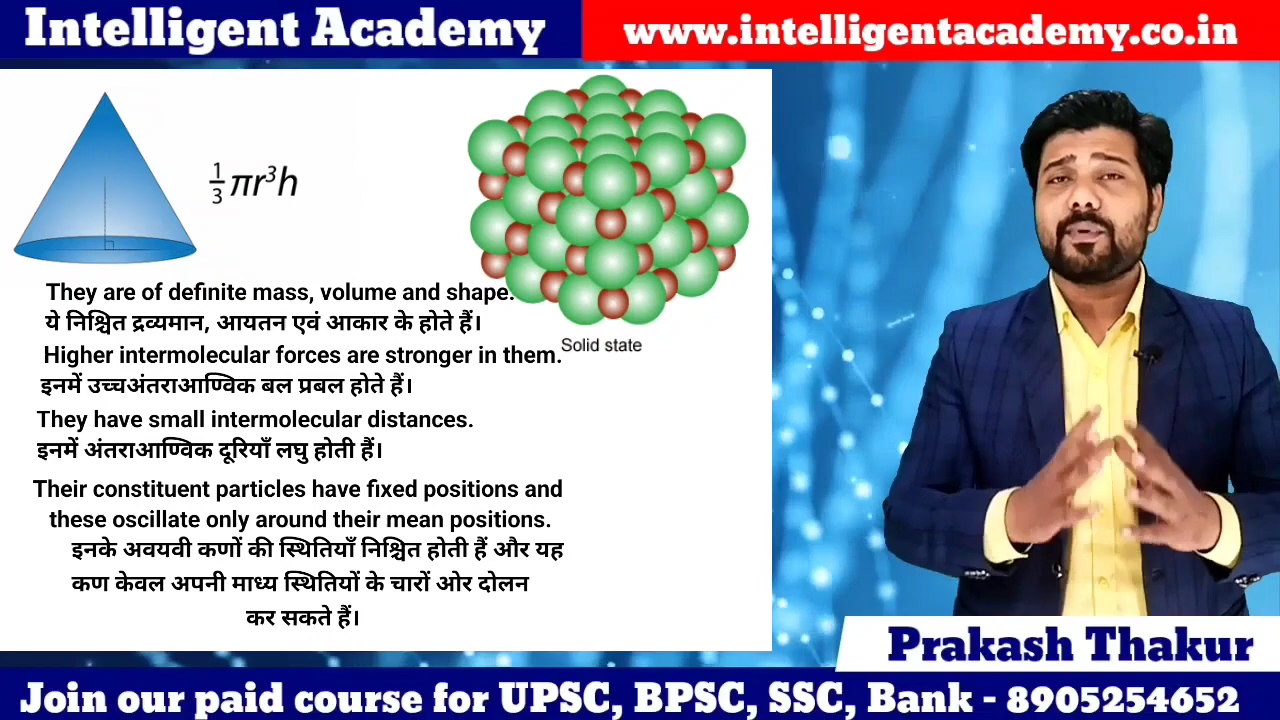 Intelligent Academy
www.intelligentacademy.co.in
1/3 πr³h
They are of definite mass, volume and shape.
ये निश्चित द्रव्यमान, आयतन एवं आकार के होते हैं।
Higher intermolecular forces are stronger in them.
Solid state
इनमें उच्चअंतराआण्विक बल प्रबल होते हैं।
They have small intermolecular distances.
इनमें अंतराआण्विक दूरियाँ लघु होती हैं।
Their constituent particles have fixed positions and
these oscillate only around their mean positions.
इनके अवयवी कणों की स्थितियाँ निश्चित होती हैं और यह
कण केवल अपनी माध्य स्थितियों के चारों ओर दोलन
कर सकते हैं।
Prakash Thakur
Join our paid course for UPSC, BPSC, SSC, Bank - 8905254652